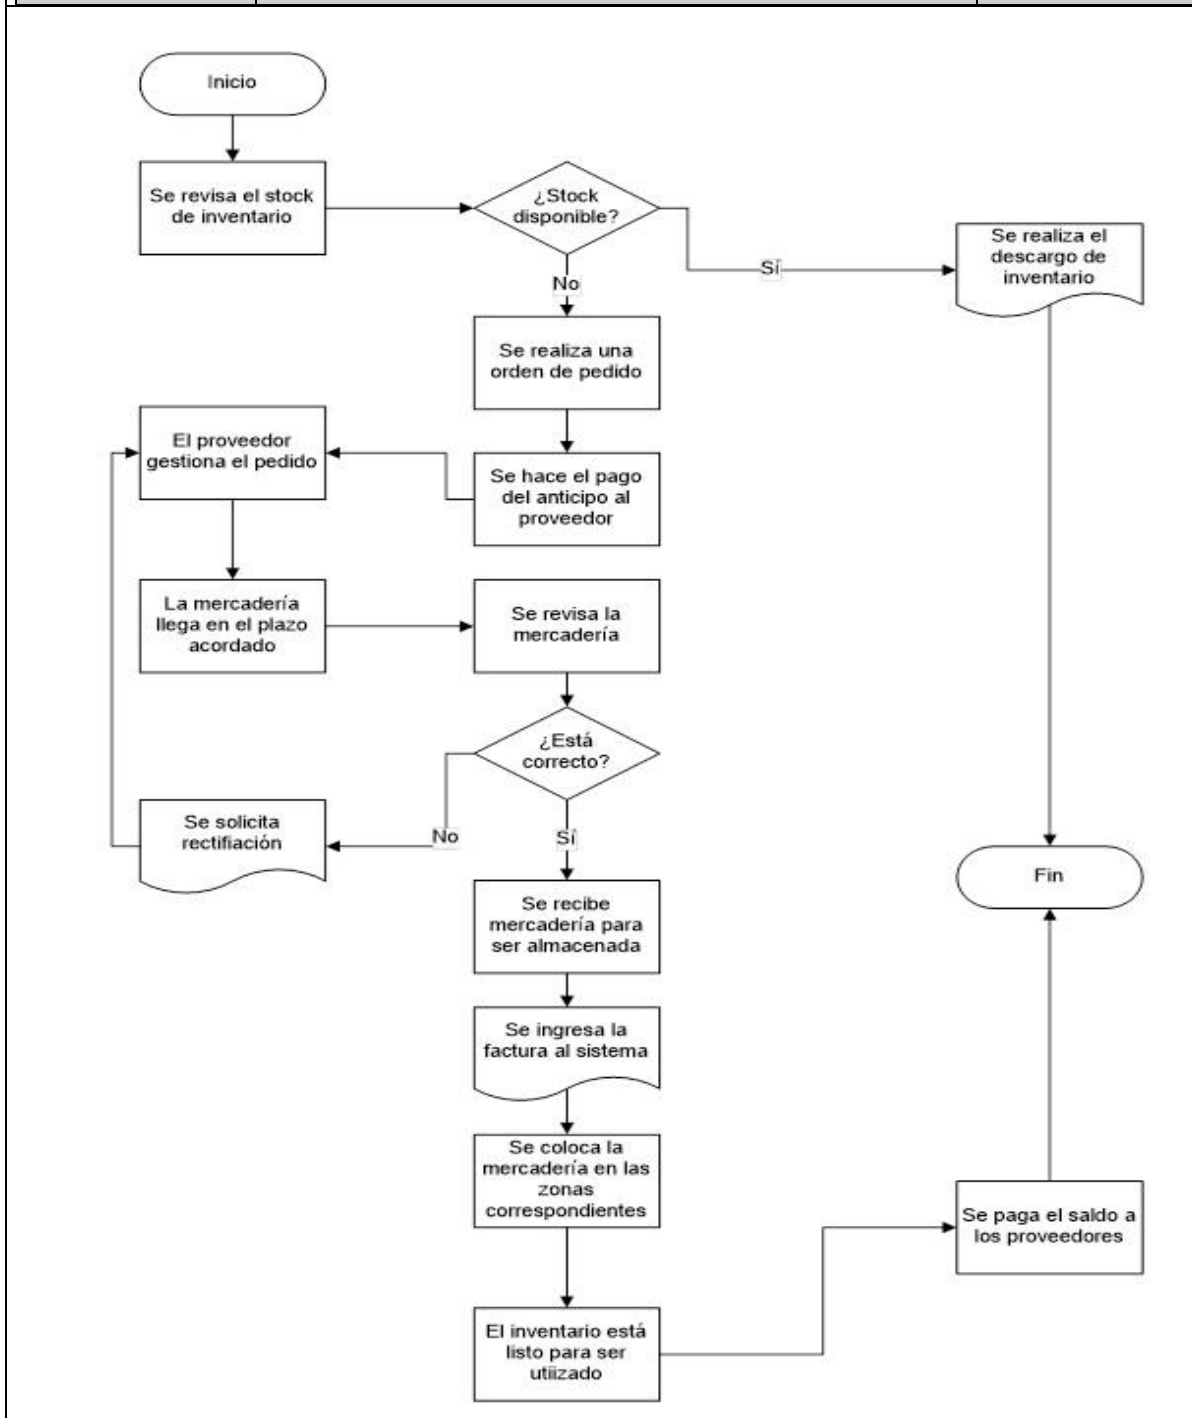 Inicio
Se revisa el stock
de inventario
¿Stock
disponible?
Sí
Se realiza el
descargo de
inventario
No
Se realiza una
orden de pedido
Se hace el pago
del anticipo al
proveedor
El proveedor
gestiona el pedido
La mercadería
llega en el plazo
acordado
Se revisa la
mercadería
¿Está
correcto?
No
Se solicita
rectifiación
Sí
Se recibe
mercadería para
ser almacenada
Se ingresa la
factura al sistema
Se coloca la
mercadería en las
zonas
correspondientes
El inventario está
listo para ser
utiizado
Se paga el saldo a
los proveedores
Fin